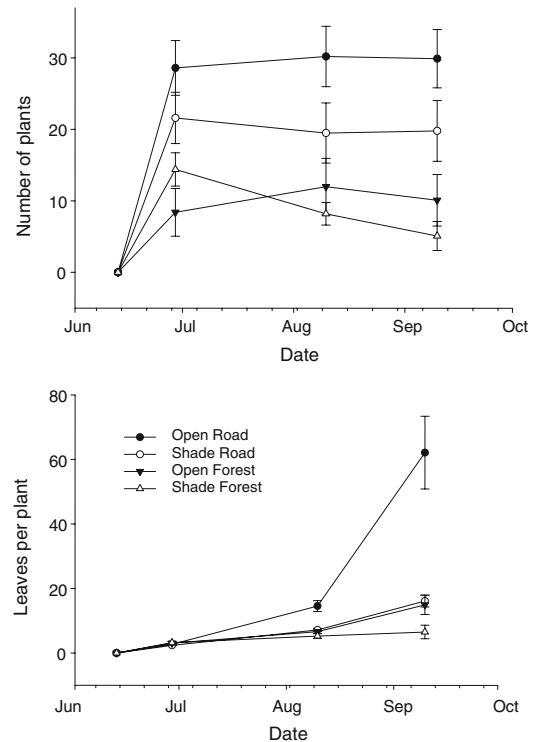 30
20
10
0
Number of plants
Jun Jul Aug Sep Oct
Date
80
60
40
20
0
Leaves per plant
Open Road
Shade Road
Open Forest
Shade Forest
Jun Jul Aug Sep Oct
Date